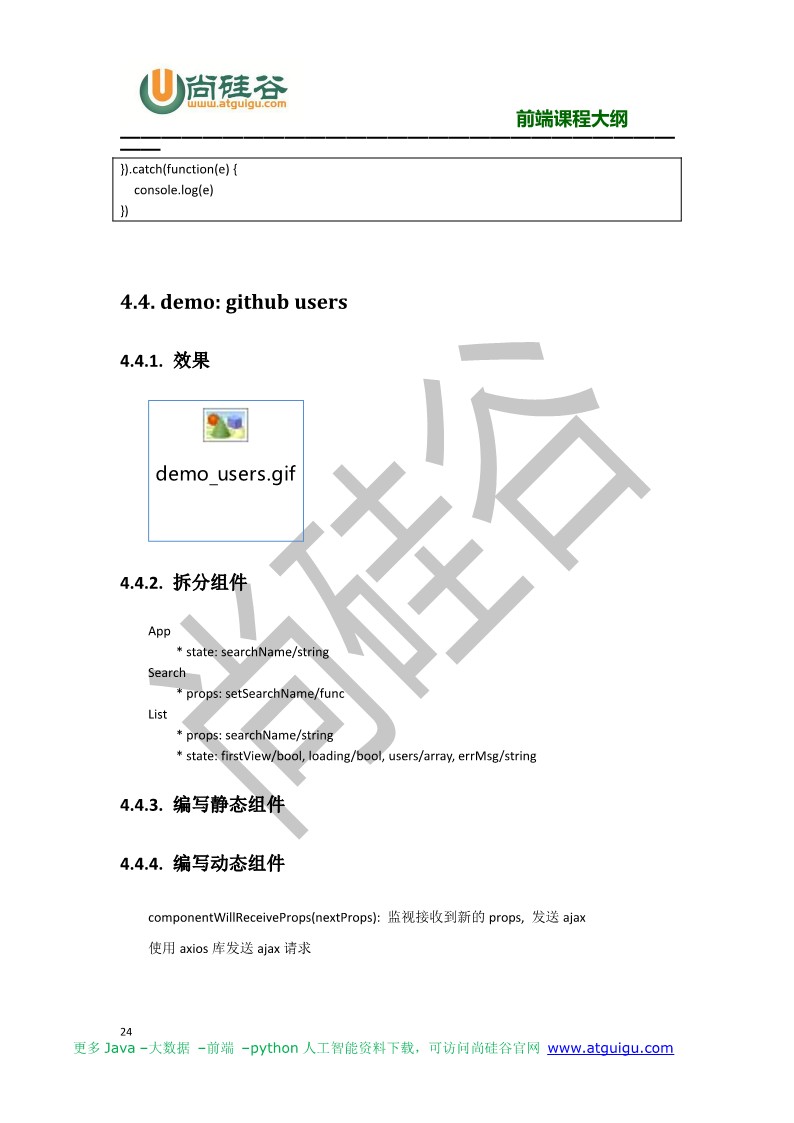 尚硅谷
www.atguigu.com
前端课程大纲
}).catch(function(e) {
console.log(e)
})
4.4. demo: github users
4.4.1. 效果
demo_users.gif
4.4.2. 拆分组件
App
* state: searchName/string
Search
* props: setSearchName/func
List
* props: searchName/string
* state: firstView/bool, loading/bool, users/array, errMsg/string
4.4.3. 编写静态组件
4.4.4. 编写动态组件
componentWillReceiveProps(nextProps): 监视接收到新的 props, 发送 ajax
使用 axios 库发送 ajax 请求
尚硅谷
24
更多 Java –大数据 –前端 –python 人工智能资料下载，可访问尚硅谷官网 www.atguigu.com